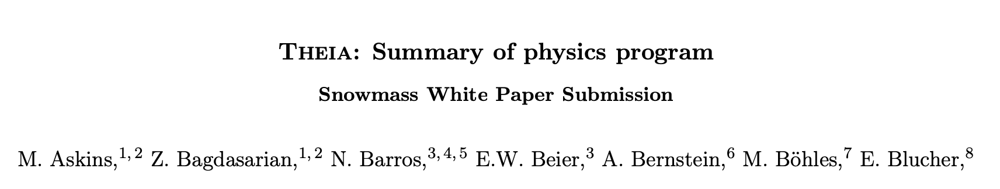 THEIA: Summary of physics program
Snowmass White Paper Submission
M. Askins,1,2 Z. Bagdasarian,1,2 N. Barros,3,4,5 E.W. Beier,3 A. Bernstein,6 M. Böhles,7 E. Blucher,8